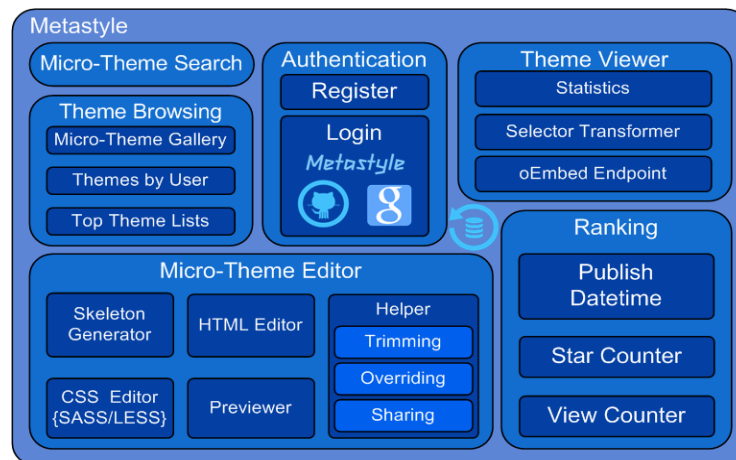 Metastyle
Micro-Theme Search
Theme Browsing
Micro-Theme Gallery
Themes by User
Top Theme Lists
Authentication
Register
Login
Metastyle
g
Theme Viewer
Statistics
Selector Transformer
oEmbed Endpoint
Ranking
Publish
Datetime
Star Counter
View Counter
Micro-Theme Editor
Skeleton
Generator
HTML Editor
CSS Editor
{SASS/LESS}
Previewer
Helper
Trimming
Overriding
Sharing